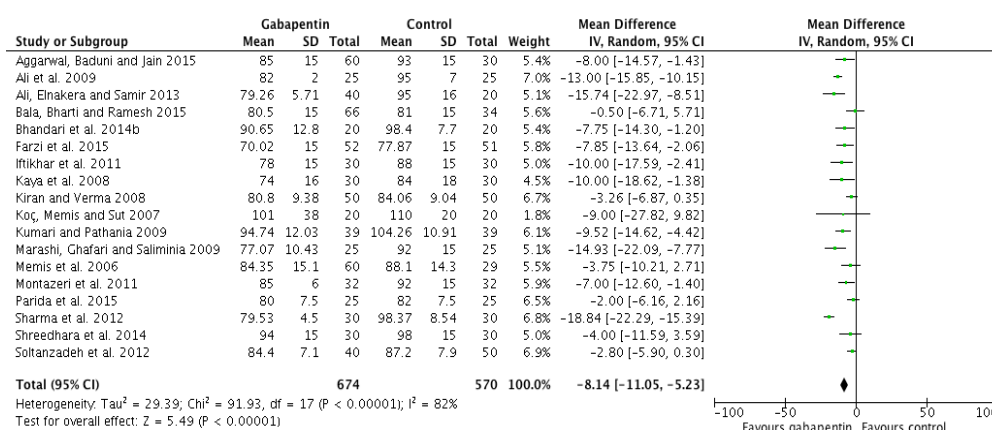 Gabapentin Control Mean Difference Mean Difference
Study or Subgroup Mean SD Total Mean SD Total Weight IV, Random, 95% CI IV, Random, 95% CI
Aggarwal, Baduni and Jain 2015 85 15 60 93 15 30 5.4% -8.00 [-14.57, -1.43]
Ali et al. 2009 82 2 25 95 7 25 7.0% -13.00 [-15.85, -10.15]
Ali, Elnakera and Samir 2013 79.26 5.71 40 95 16 20 5.1% -15.74 [-22.97, -8.51]
Bala, Bharti and Ramesh 2015 80.5 15 66 81 15 34 5.6% -0.50 [-6.71, 5.71]
Bhandari et al. 2014b 90.65 12.8 20 98.4 7.7 20 5.4% -7.75 [-14.30, -1.20]
Farzi et al. 2015 70.02 15 52 77.87 15 51 5.8% -7.85 [-13.64, -2.06]
Iftikhar et al. 2011 78 15 30 88 15 30 5.0% -10.00 [-17.59, -2.41]
Kaya et al. 2008 74 16 30 84 18 30 4.5% -10.00 [-18.62, -1.38]
Kiran and Verma 2008 80.8 9.38 50 84.06 9.04 50 6.7% -3.26 [-6.87, 0.35]
Koç, Memis and Sut 2007 101 38 20 110 20 20 1.8% -9.00 [-27.82, 9.82]
Kumari and Pathania 2009 94.74 12.03 39 104.26 10.91 39 6.1% -9.52 [-14.62, -4.42]
Marashi, Ghafari and Saliminia 2009 77.07 10.43 25 92 15 25 5.1% -14.93 [-22.09, -7.77]
Memis et al. 2006 84.35 15.1 60 88.1 14.3 29 5.5% -3.75 [-10.21, 2.71]
Montazeri et al. 2011 85 6 32 92 15 32 5.9% -7.00 [-12.60, -1.40]
Parida et al. 2015 80 7.5 25 82 7.5 25 6.5% -2.00 [-6.16, 2.16]
Sharma et al. 2012 79.53 4.5 30 98.37 8.54 30 6.8% -18.84 [-22.29, -15.39]
Shreedhara et al. 2014 94 15 30 98 15 30 5.0% -4.00 [-11.59, 3.59]
Soltanzadeh et al. 2012 84.4 7.1 40 87.2 7.9 50 6.9% -2.80 [-5.90, 0.30]
Total (95% CI) 674 570 100.0% -8.14 [-11.05, -5.23]
Heterogeneity: Tau² = 29.39; Chi² = 91.93, df = 17 (P < 0.00001); I² = 82%
Test for overall effect: Z = 5.49 (P < 0.00001)
-100 -50 0 50 100
Favours gabapentin Favours control